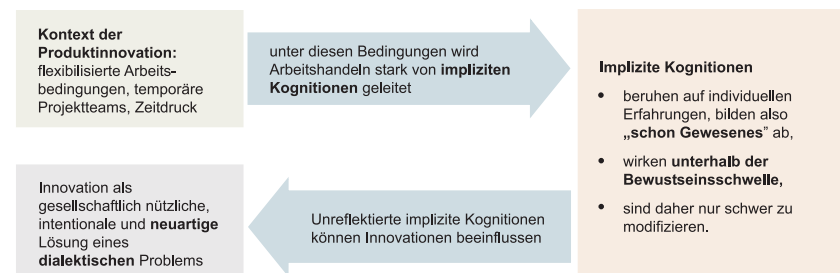 Kontext der
Produktinnovation:
flexibilisierte Arbeits-
bedingungen, temporäre
Projektteams, Zeitdruck
unter diesen Bedingungen wird
Arbeitshandeln stark von impliziten
Kognitionen geleitet
Implizite Kognitionen
• beruhen auf individuellen
Erfahrungen, bilden also
„schon Gewesenes” ab,
• wirken unterhalb der
Bewustseinsschwelle,
• sind daher nur schwer zu
modifizieren.
Unreflektierte implizite Kognitionen
können Innovationen beeinflussen
Innovation als
gesellschaftlich nützliche,
intentionale und neuartige
Lösung eines
dialektischen Problems